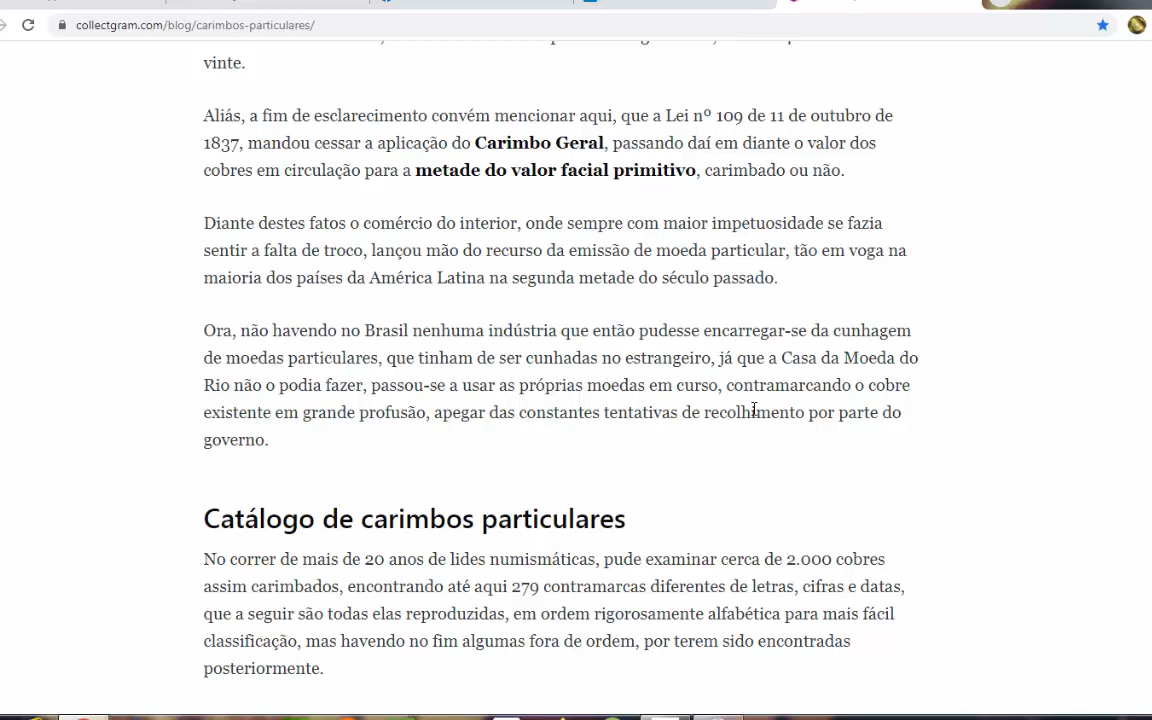 collectgram.com/blog/carimbos-particulares/
vinte.
Aliás, a fim de esclarecimento convém mencionar aqui, que a Lei nº 109 de 11 de outubro de
1837, mandou cessar a aplicação do Carimbo Geral, passando daí em diante o valor dos
cobres em circulação para a metade do valor facial primitivo, carimbado ou não.
Diante destes fatos o comércio do interior, onde sempre com maior impetuosidade se fazia
sentir a falta de troco, lançou mão do recurso da emissão de moeda particular, tão em voga na
maioria dos países da América Latina na segunda metade do século passado.
Ora, não havendo no Brasil nenhuma indústria que então pudesse encarregar-se da cunhagem
de moedas particulares, que tinham de ser cunhadas no estrangeiro, já que a Casa da Moeda do
Rio não o podia fazer, passou-se a usar as próprias moedas em curso, contramarcando o cobre
existente em grande profusão, apegar das constantes tentativas de recolhimento por parte do
governo.
Catálogo de carimbos particulares
No correr de mais de 20 anos de lides numismáticas, pude examinar cerca de 2.000 cobres
assim carimbados, encontrando até aqui 279 contramarcas diferentes de letras, cifras e datas,
que a seguir são todas elas reproduzidas, em ordem rigorosamente alfabética para mais fácil
classificação, mas havendo no fim algumas fora de ordem, por terem sido encontradas
posteriormente.